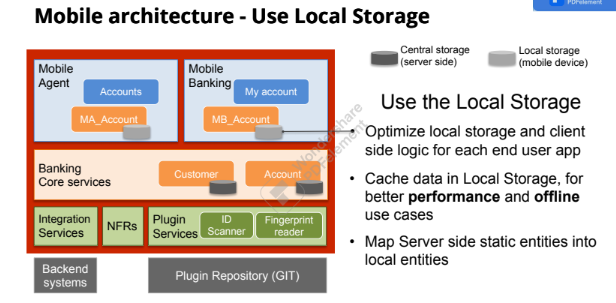 PDFelement
Mobile architecture - Use Local Storage
Central storage
(server side)
Local storage
(mobile device)
Mobile
Agent
Accounts
MA_Account
Mobile
Banking
My account
MB_Account
Banking
Core services
Customer
Account
Integration
Services
NFRs
Plugin
Services
ID
Scanner
Fingerprint
reader
Backend
systems
Plugin Repository (GIT)
Use the Local Storage
Optimize local storage and client
side logic for each end user app
• Cache data in Local Storage, for
better performance and offline
use cases
• Map Server side static entities into
local entities
Wondershare
PDFelement